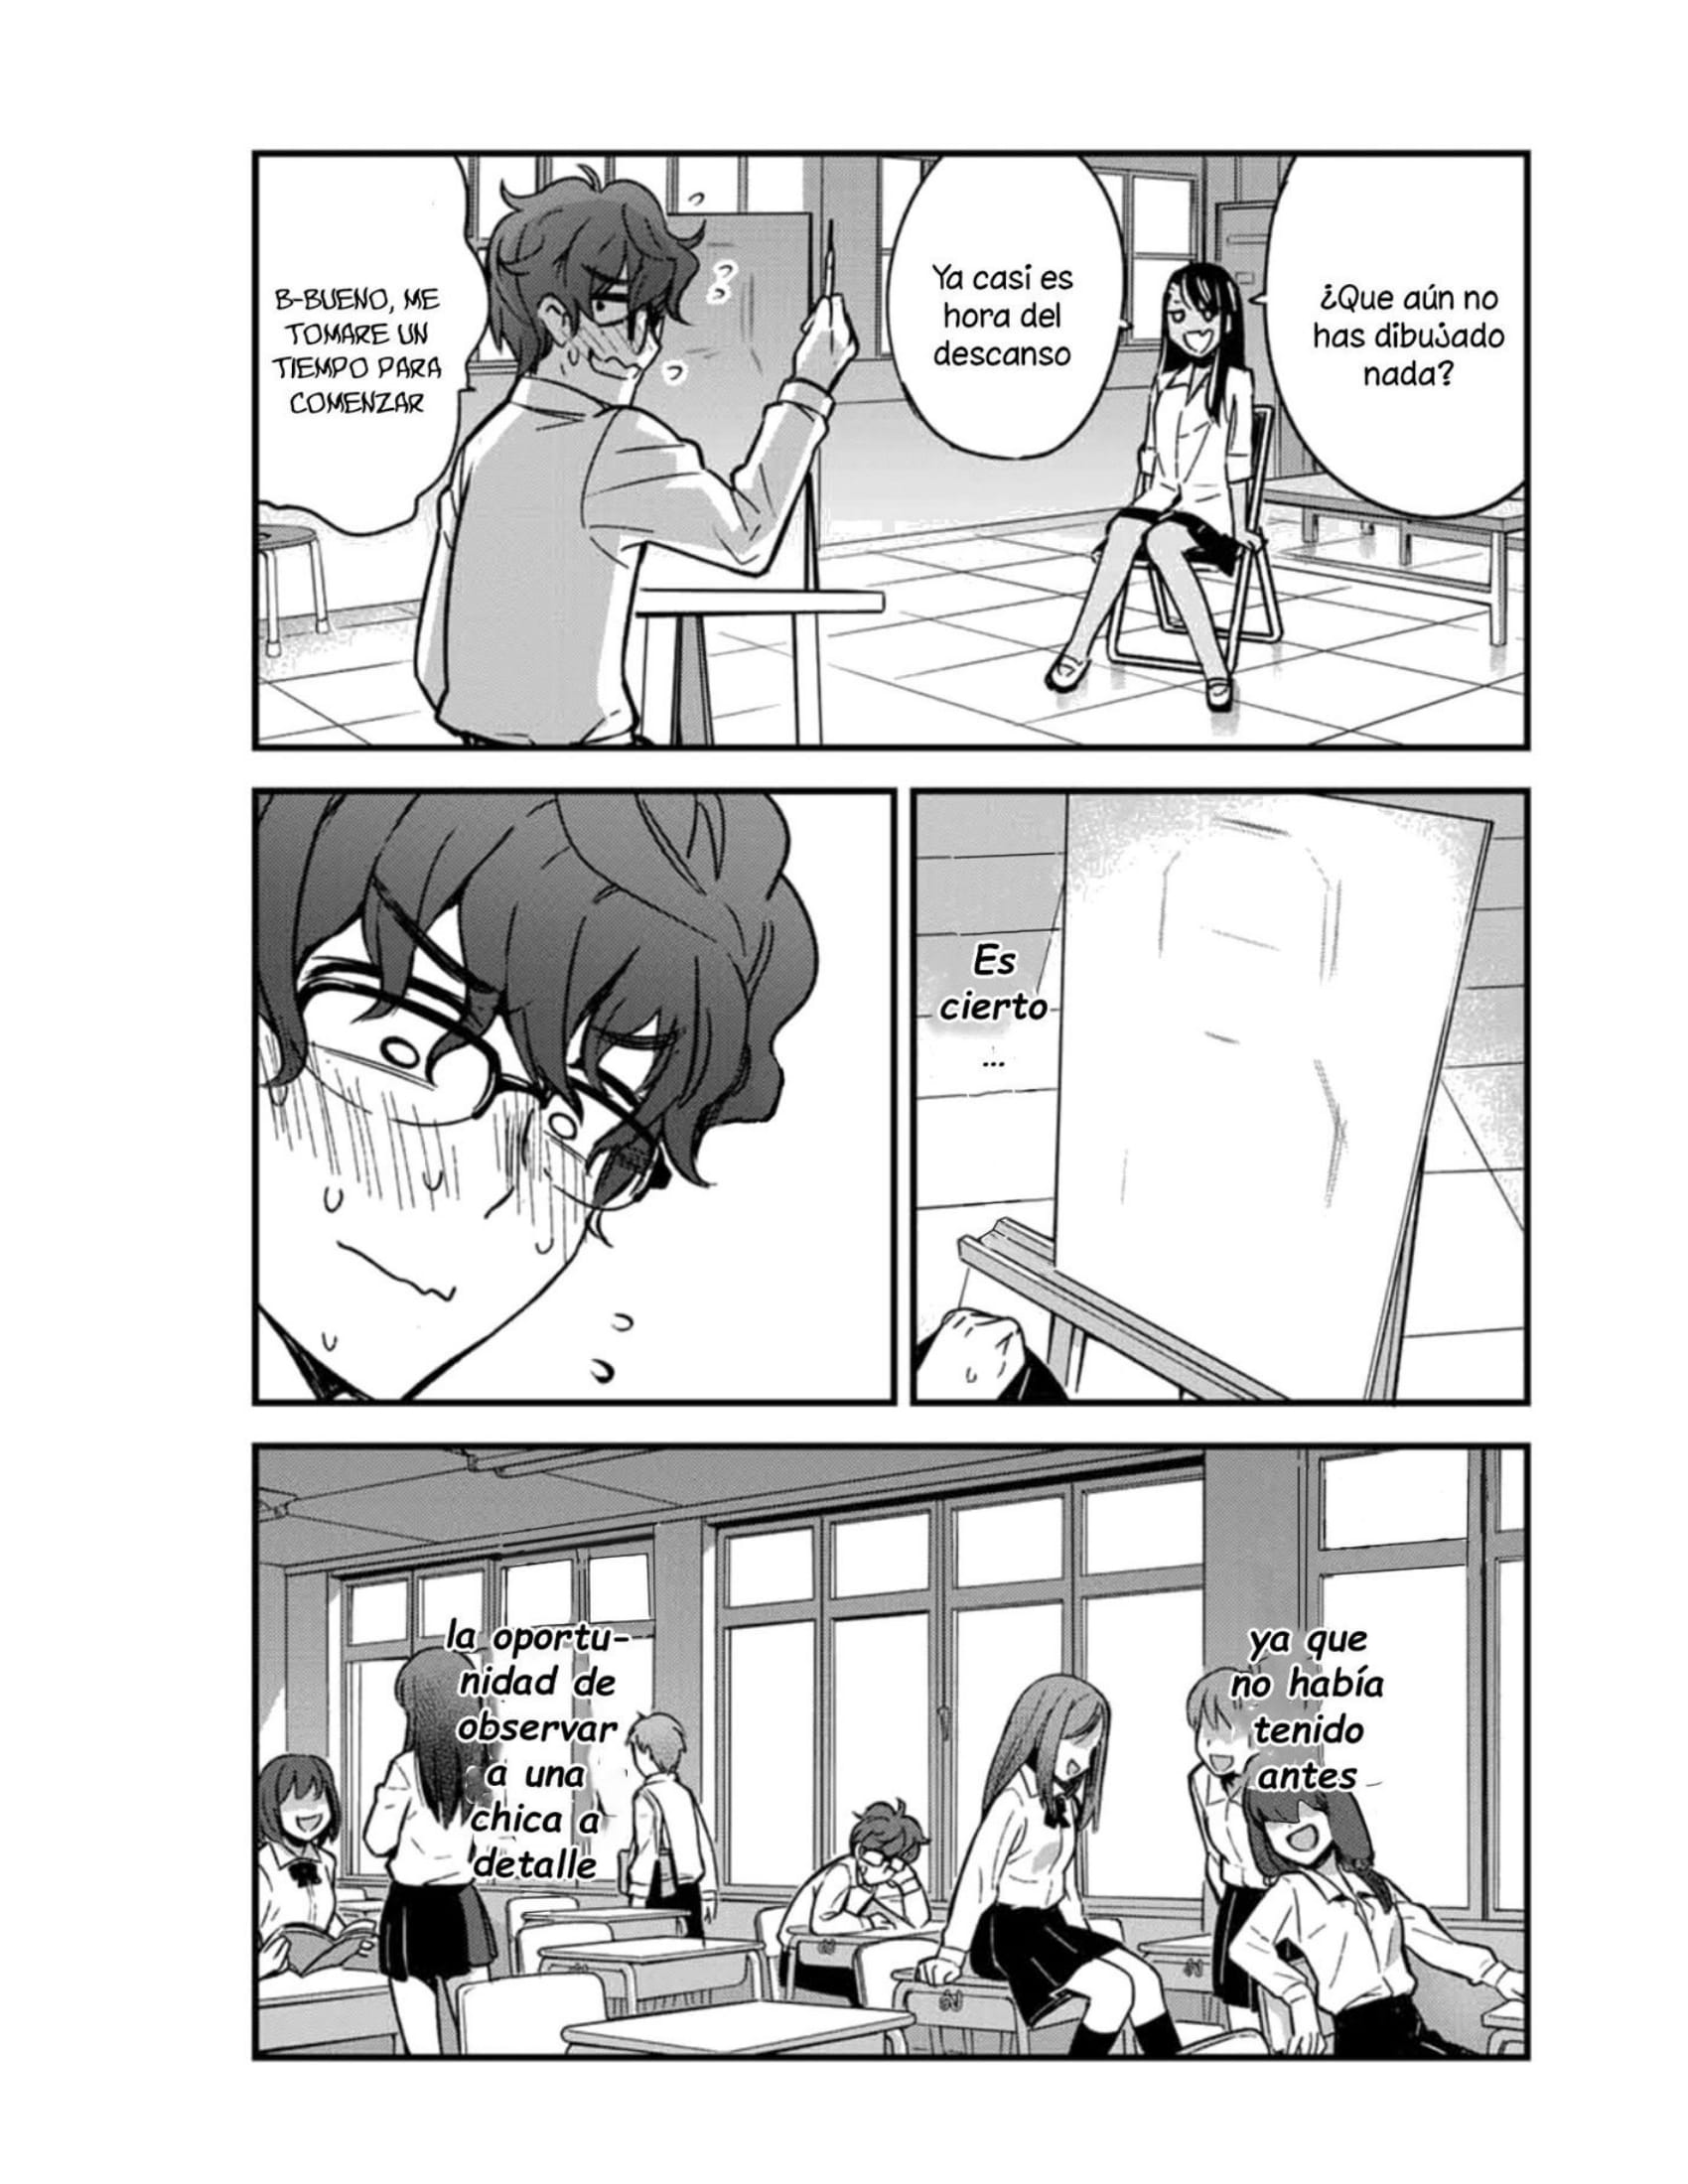 ¿Que aún no
has dibujado
nada?
Ya casi es
hora del
descanso
B-BUENO, ME
TOMARE UN
TIEMPO PARA
COMENZAR
Es
cierto
...
ya que
no había
tenido
antes
la oportu-
nidad de
observar
a una
chica a
detalle